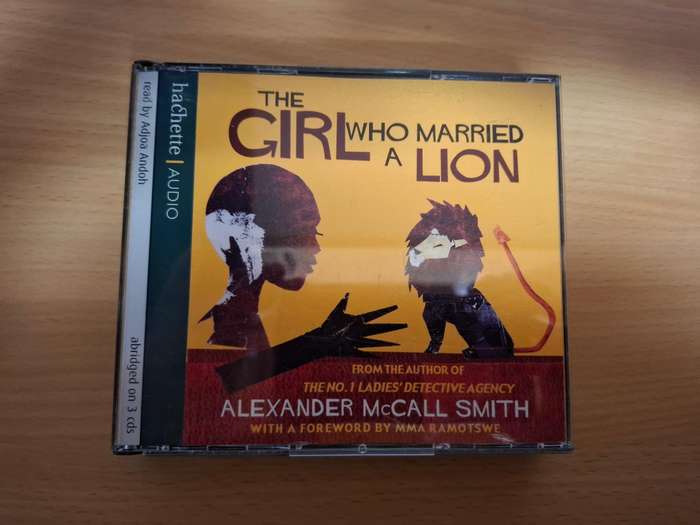 THE
GIRL WHO MARRIED
A LION
FROM THE AUTHOR OF
THE NO. 1 LADIES' DETECTIVE AGENCY
ALEXANDER McCALL SMITH
WITH A FOREWORD BY MMA RAMOTSWE
hachette | AUDIO
read by Adjoa Andoh
abridged on 3 cds